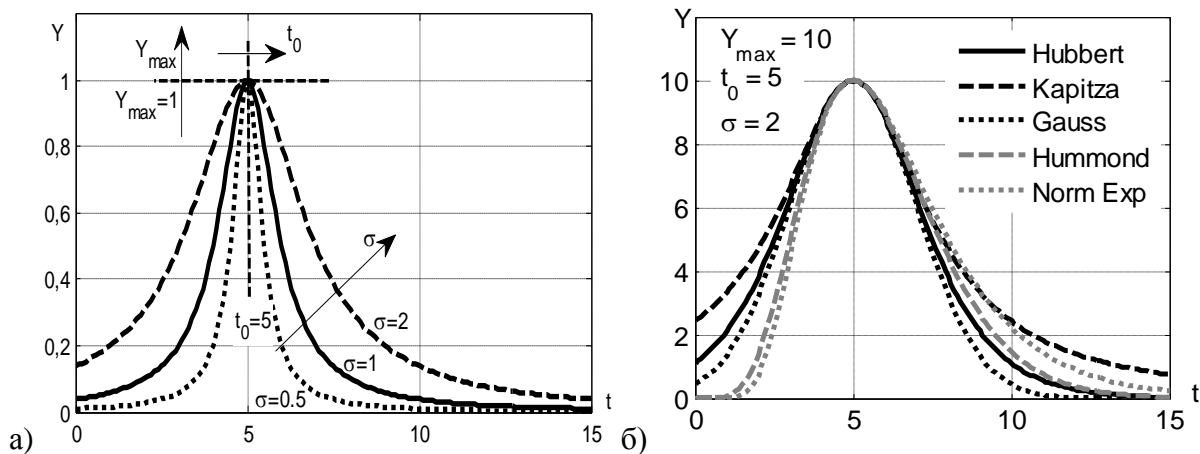 Y
Y_max
t_0
Y_max=1
1
0,8
0,6
0,4
0,2
0
σ
t_0=5
σ=2
σ=1
σ=0.5
t
0
5
10
15
а)
Y
Y_max = 10
t_0 = 5
σ = 2
Hubbert
Kapitza
Gauss
Hummond
Norm Exp
10
8
6
4
2
0
t
0
5
10
15
б)